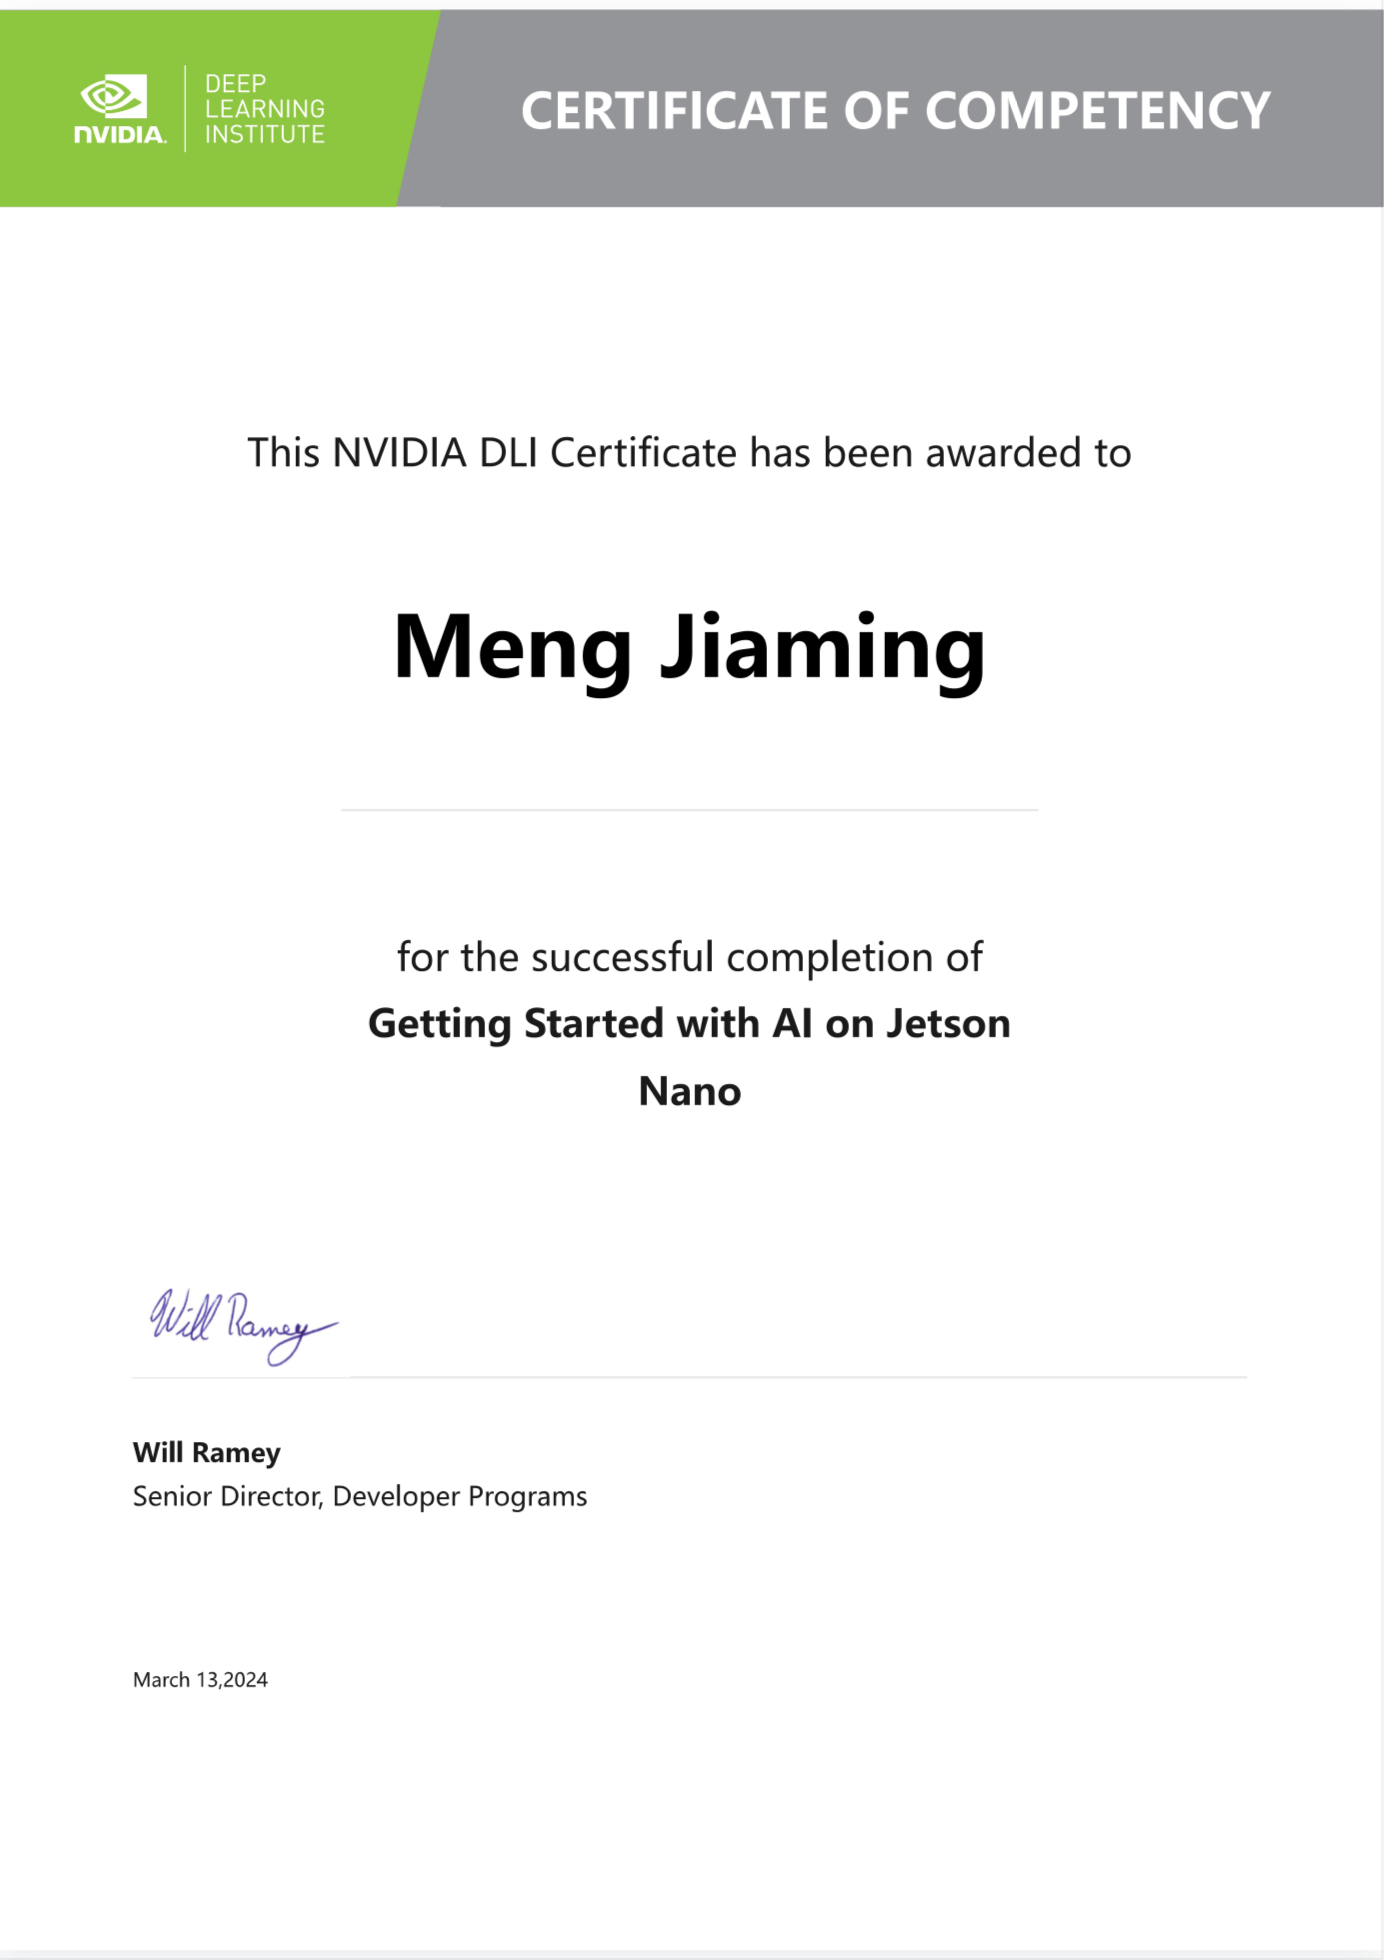 NVIDIA.
DEEP
LEARNING
INSTITUTE
CERTIFICATE OF COMPETENCY
This NVIDIA DLI Certificate has been awarded to
Meng Jiaming
for the successful completion of
Getting Started with AI on Jetson
Nano
Will Ramey
Will Ramey
Senior Director, Developer Programs
March 13,2024